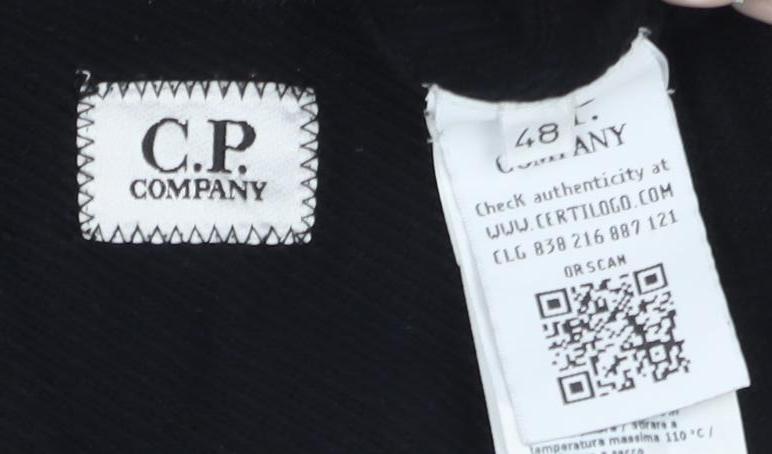 C.P.
COMPANY
48
COMPANY
Check authenticity at
WWW.CERTILOGO.COM
CLG 838 216 887 121
OR SCAN
/ stirare a
temperatura massima 110 °C /